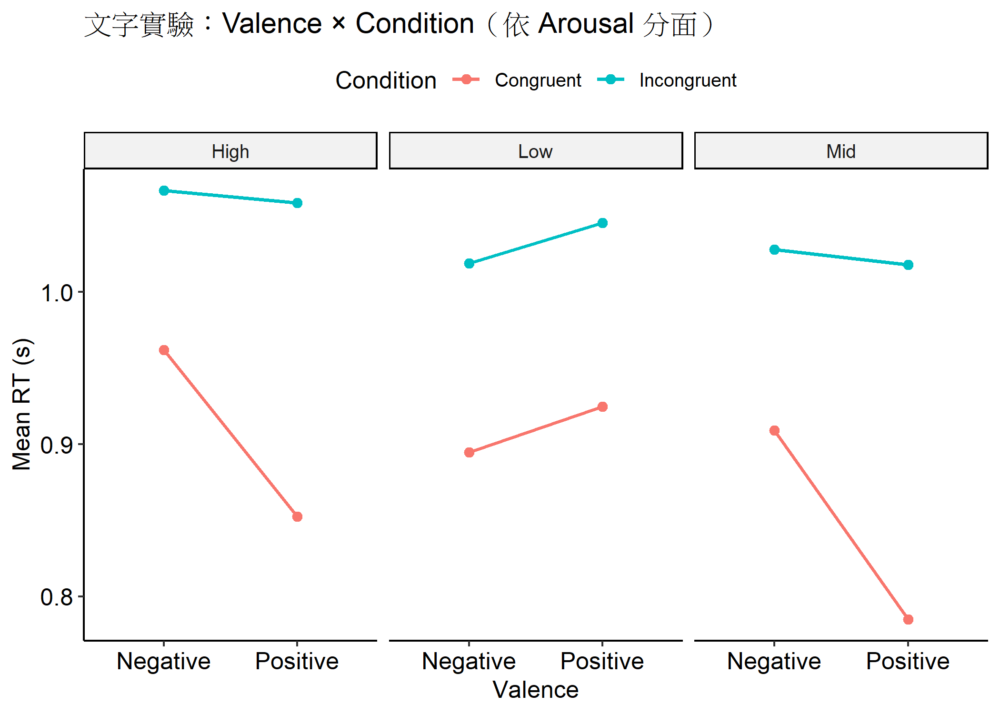 文字實驗：Valence × Condition（依 Arousal 分面）
Condition Congruent Incongruent
High Low Mid
1.0
0.9
0.8
Mean RT (s)
Negative Positive Negative Positive Negative Positive
Valence